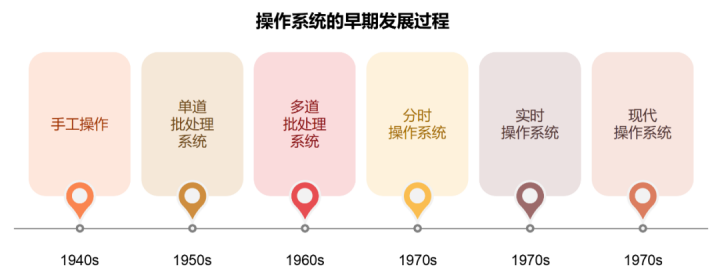 操作系统的早期发展过程
手工操作
单道
批处理
系统
多道
批处理
系统
分时
操作系统
实时
操作系统
现代
操作系统
1940s
1950s
1960s
1970s
1970s
1970s